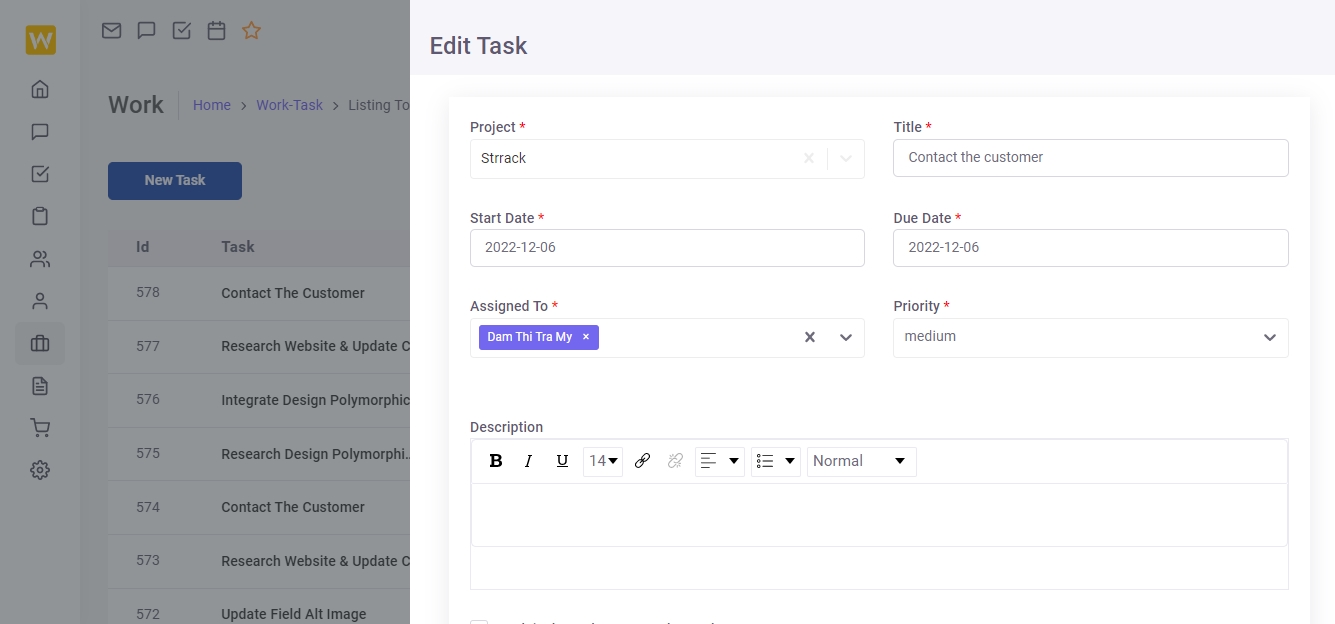 W
Work
Home > Work-Task > Listing To
New Task
Id Task
578 Contact The Customer
577 Research Website & Update C
576 Integrate Design Polymorphic
575 Research Design Polymorphi..
574 Contact The Customer
573 Research Website & Update C
572 Update Field Alt Image
Edit Task
Project * Title *
Strrack Contact the customer
Start Date * Due Date *
2022-12-06 2022-12-06
Assigned To * Priority *
Dam Thi Tra My × medium
Description
B I U 14 Normal